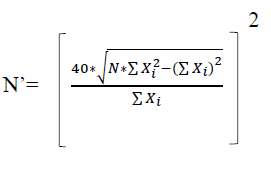 N’= [ (40∗√(N∗∑X_i^2−(∑X_i)^2)) / (∑X_i) ]^2